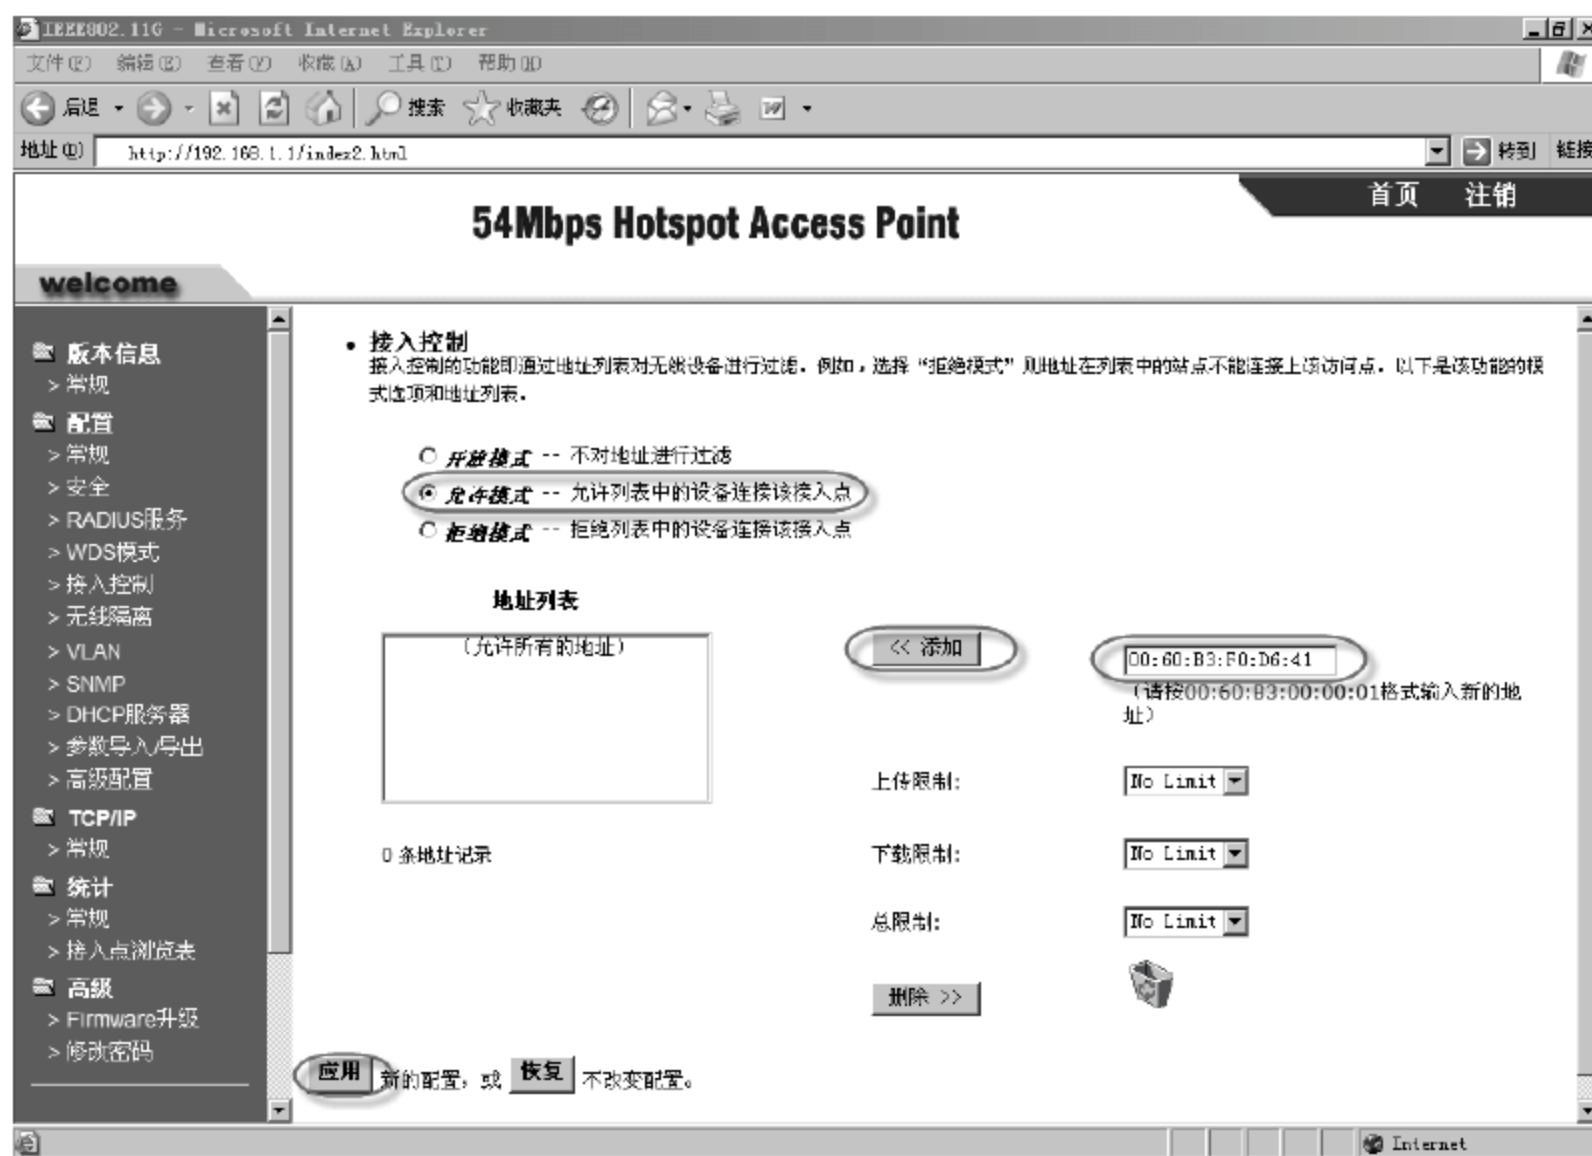 IEEE802.11G - Microsoft Internet Explorer
文件(F) 编辑(E) 查看(V) 收藏(A) 工具(T) 帮助(H)
后退 搜索 收藏夹
地址(D) http://192.168.1.1/index2.html 转到 链接
首页 注销
54Mbps Hotspot Access Point
welcome
版本信息
> 常规
配置
> 常规
> 安全
> RADIUS服务
> WDS模式
> 接入控制
> 无线隔离
> VLAN
> SNMP
> DHCP服务器
> 参数导入/导出
> 高级配置
TCP/IP
> 常规
统计
> 常规
> 接入点浏览表
高级
> Firmware升级
> 修改密码
• 接入控制
接入控制的功能即通过地址列表对无线设备进行过滤。例如，选择“拒绝模式”则地址在列表中的站点不能连接上该访问点。以下是该功能的模
式选项和地址列表。
开放模式 -- 不对地址进行过滤
允许模式 -- 允许列表中的设备连接该接入点
拒绝模式 -- 拒绝列表中的设备连接该接入点
地址列表
（允许所有的地址）
<< 添加
00:60:B3:F0:D6:41
（请按00:60:B3:00:00:01格式输入新的地
址）
上传限制: No Limit
0 条地址记录
下载限制: No Limit
总限制: No Limit
删除 >>
应用 新的配置，或 恢复 不改变配置。
Internet